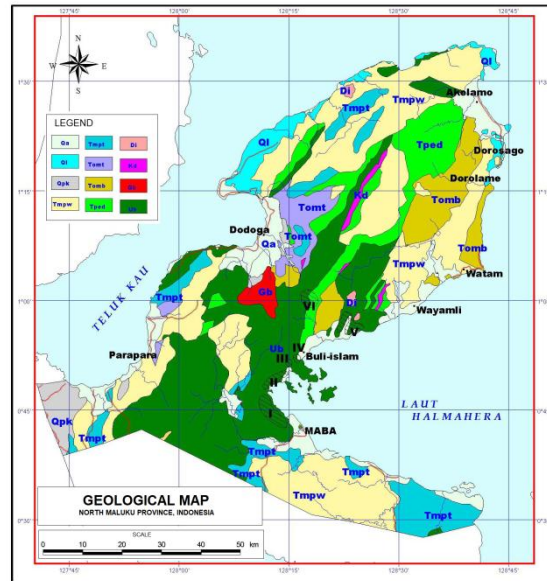 127°45'
128°00'
128°15'
128°30'
128°45'
N
W E
S
LEGEND
Qa Tmpt Di
Ql Tomt Kd
Qpk Tomb
Tmpw Tped
Ql
Akelamo
Di
Tmpt
Tmpw
Ql
Tped
Dorosago
Dorolame
Kd
Tomb
Tomt
Dodoga
Tomt
Qa
Tomb
Tmpw
Watam
TELUK KAU
Tmpt
Gb
VI
Di
Wayamli
V
Parapara
Ub
IV
III
Buli-islam
II
LAUT
HALMAHERA
Qpk
I
Tmpt
MABA
Tmpt
Tmpt
Tmpt
Tmpw
Tmpt
GEOLOGICAL MAP
NORTH MALUKU PROVINCE, INDONESIA
SCALE
0 10 20 30 40 50 km
127°45'
128°00'
128°15'
128°30'
128°45'